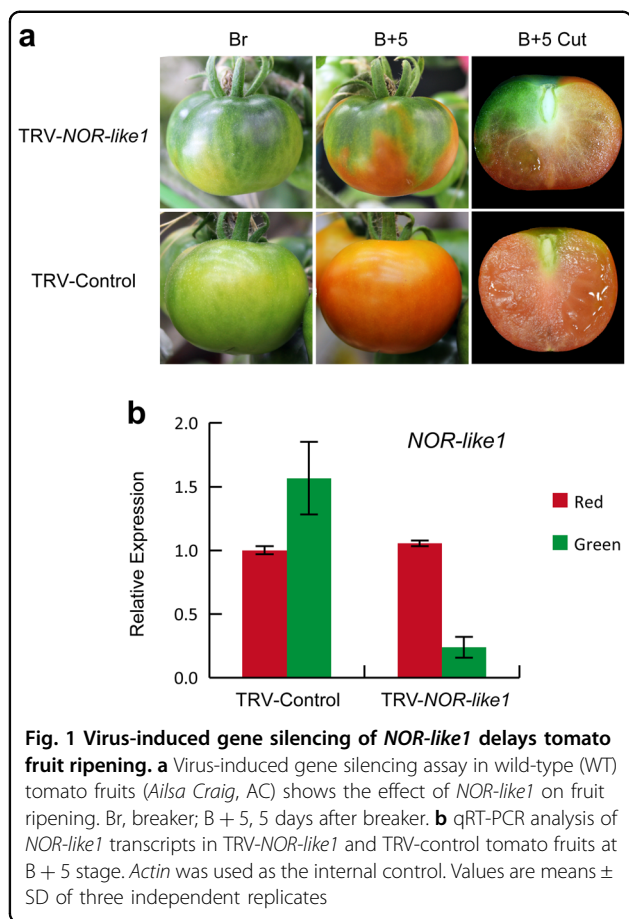 a
Br B+5 B+5 Cut
TRV-NOR-like1
TRV-Control
b
NOR-like1
Relative Expression
2.0
1.5
1.0
0.5
0.0
Red
Green
TRV-Control TRV-NOR-like1
Fig. 1 Virus-induced gene silencing of NOR-like1 delays tomato
fruit ripening. a Virus-induced gene silencing assay in wild-type (WT)
tomato fruits (Ailsa Craig, AC) shows the effect of NOR-like1 on fruit
ripening. Br, breaker; B + 5, 5 days after breaker. b qRT-PCR analysis of
NOR-like1 transcripts in TRV-NOR-like1 and TRV-control tomato fruits at
B + 5 stage. Actin was used as the internal control. Values are means ±
SD of three independent replicates